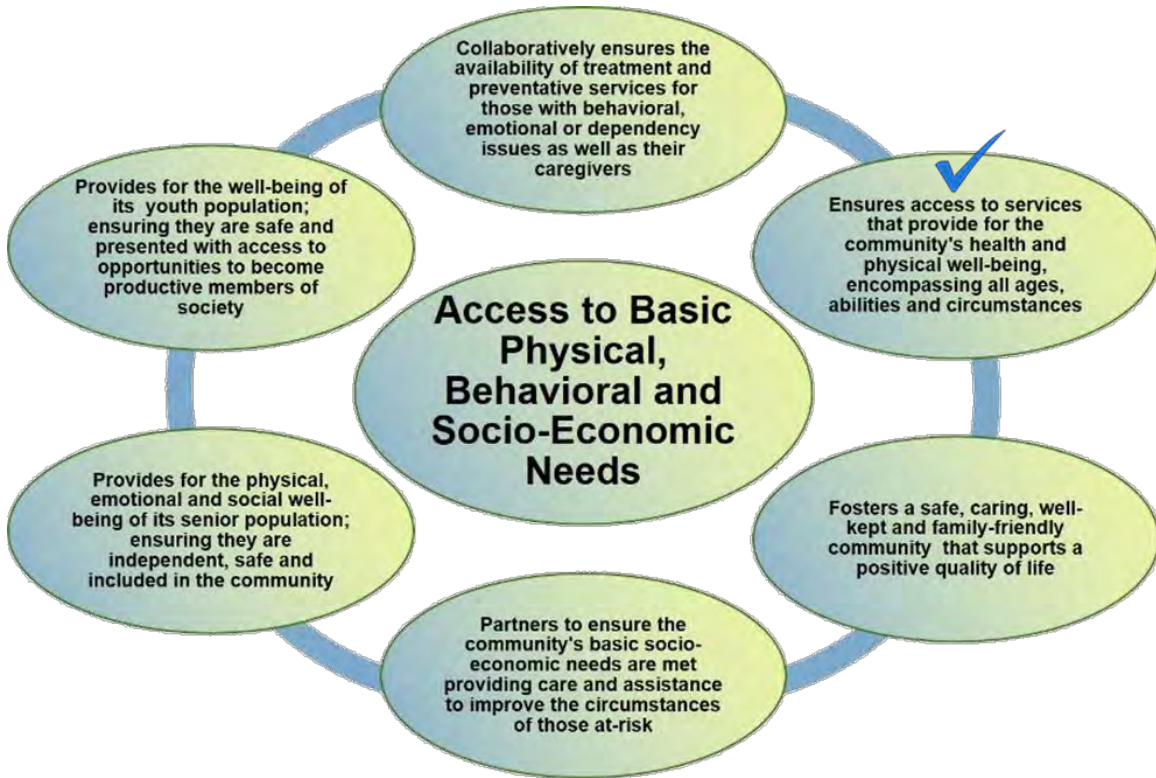 Collaboratively ensures the
availability of treatment and
preventative services for
those with behavioral,
emotional or dependency
issues as well as their
caregivers
Provides for the well-being of
its youth population;
ensuring they are safe and
presented with access to
opportunities to become
productive members of
society
Ensures access to services
that provide for the
community's health and
physical well-being,
encompassing all ages,
abilities and circumstances
Access to Basic
Physical,
Behavioral and
Socio-Economic
Needs
Provides for the physical,
emotional and social well-
being of its senior population;
ensuring they are
independent, safe and
included in the community
Fosters a safe, caring, well-
kept and family-friendly
community that supports a
positive quality of life
Partners to ensure the
community's basic socio-
economic needs are met
providing care and assistance
to improve the circumstances
of those at-risk